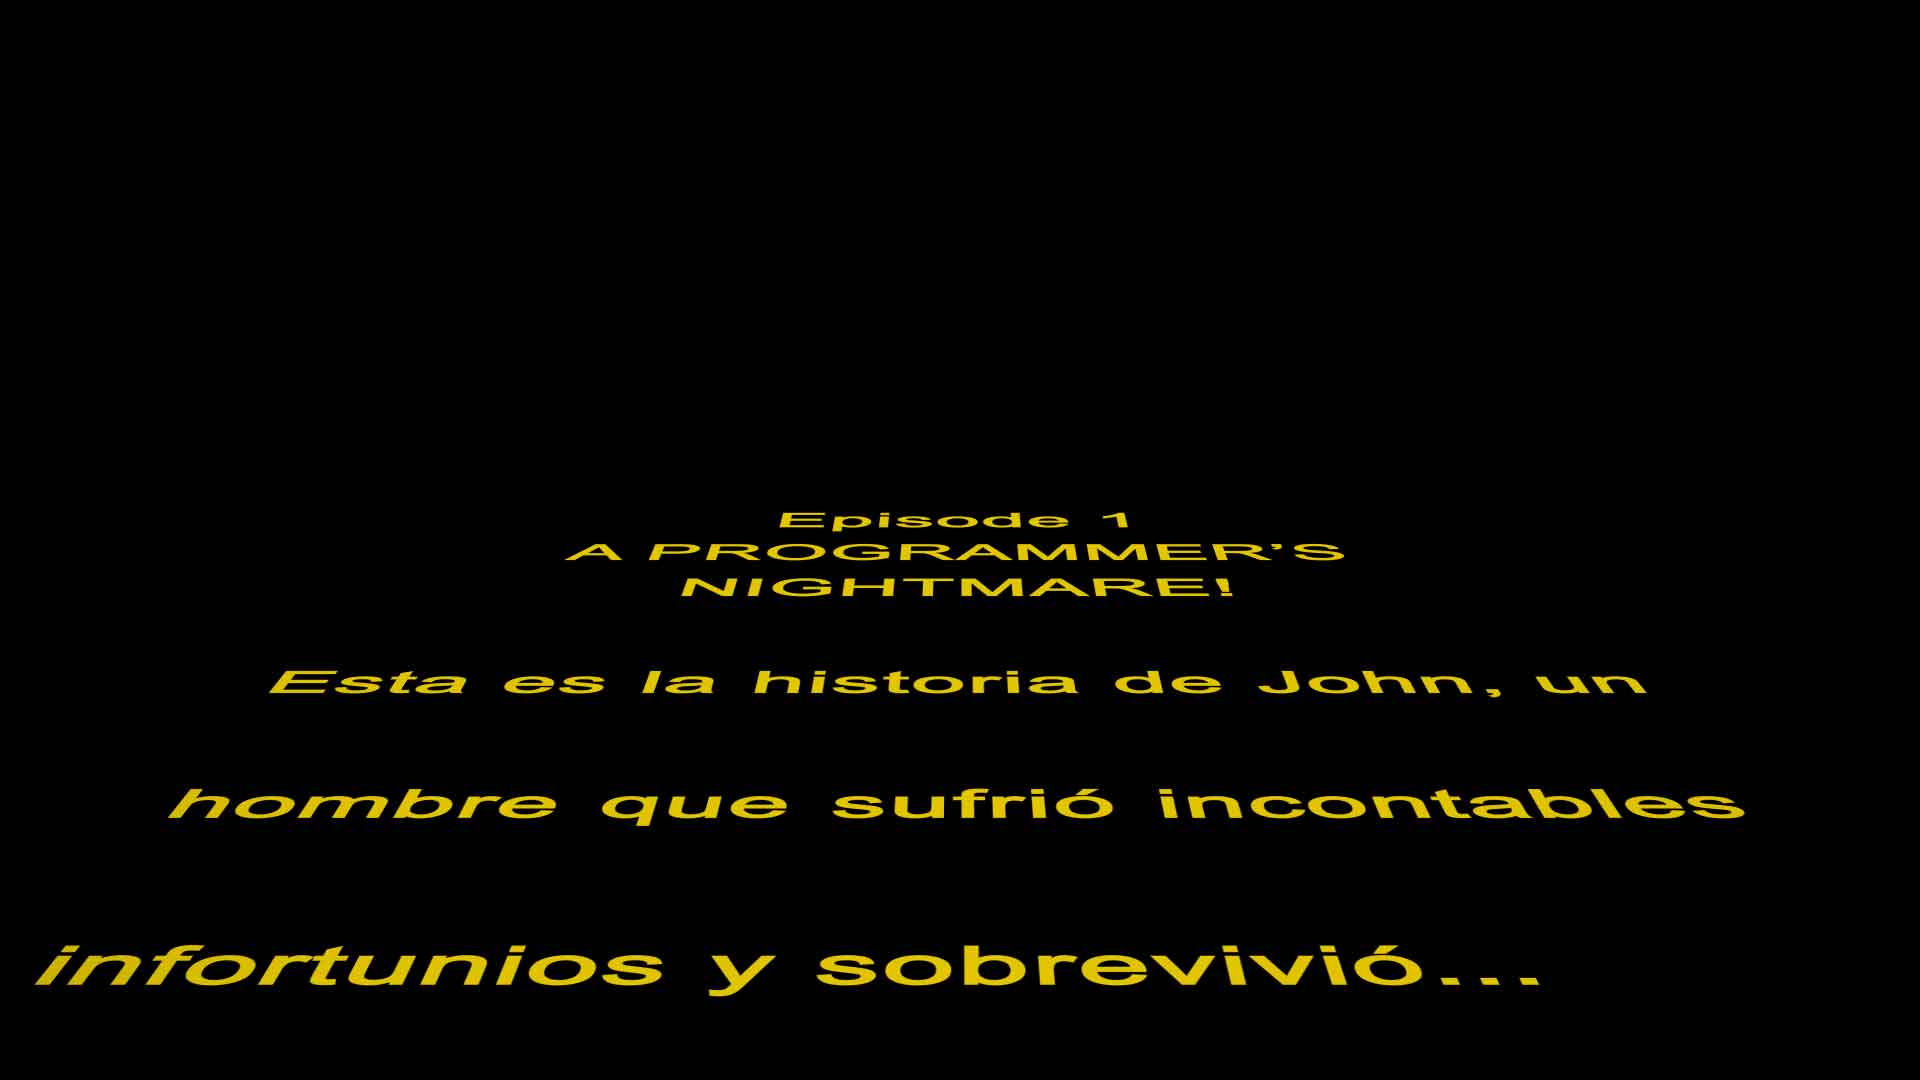 Episode 1
A PROGRAMMER’S
NIGHTMARE!
Esta es la historia de John, un
hombre que sufrió incontables
infortunios y sobrevivió...